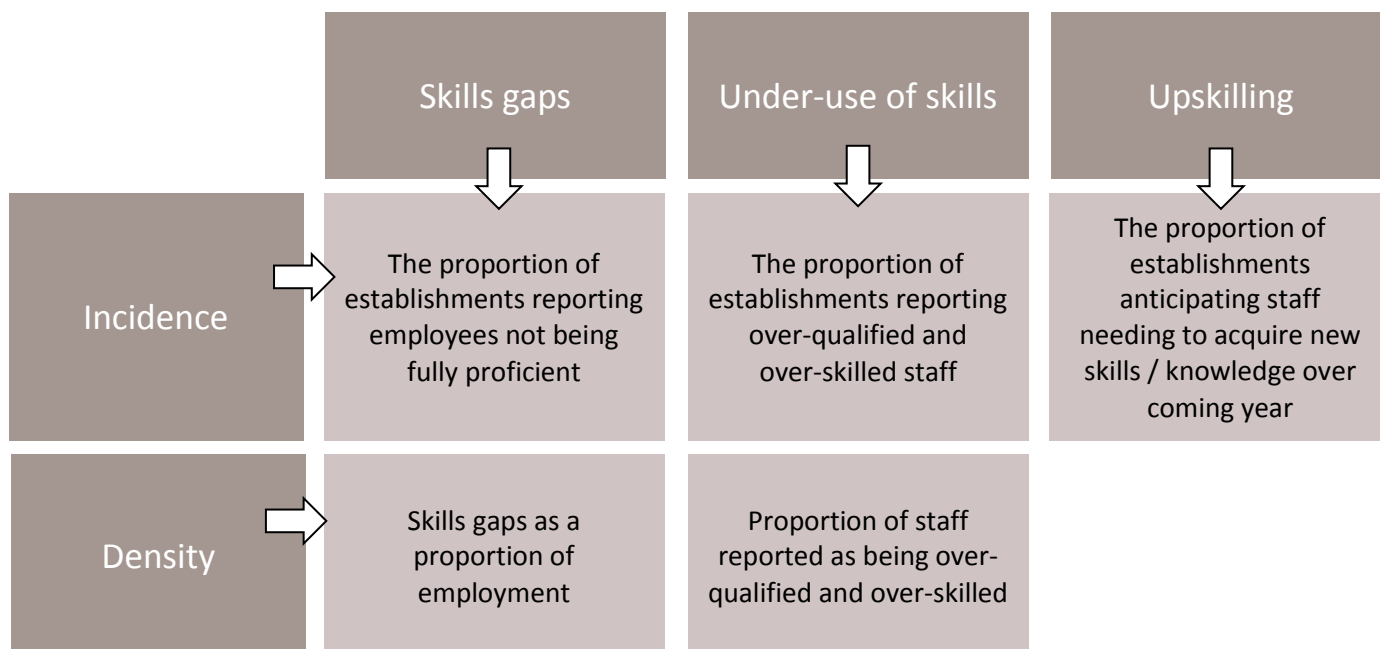 Skills gaps
Under-use of skills
Upskilling
Incidence
The proportion of
establishments reporting
employees not being
fully proficient
The proportion of
establishments reporting
over-qualified and
over-skilled staff
The proportion of
establishments
anticipating staff
needing to acquire new
skills / knowledge over
coming year
Density
Skills gaps as a
proportion of
employment
Proportion of staff
reported as being over-
qualified and over-skilled